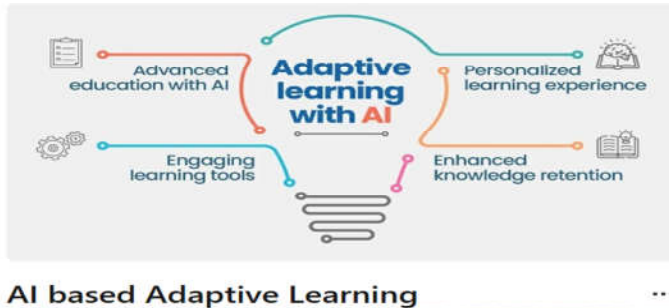 Advanced
education with AI
Adaptive
learning
with AI
Personalized
learning experience
Engaging
learning tools
Enhanced
knowledge retention
AI based Adaptive Learning